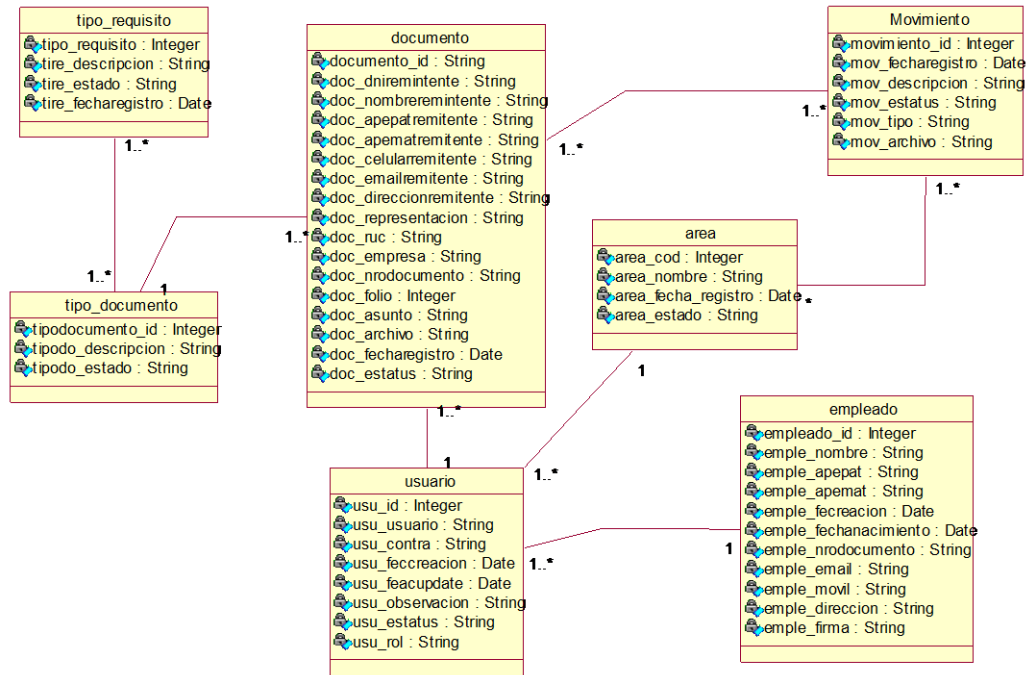 tipo_requisito
tipo_requisito : Integer
tire_descripcion : String
tire_estado : String
tire_fecharegistro : Date
1..*
1..*
tipo_documento
tipodocumento_id : Integer
tipodo_descripcion : String
tipodo_estado : String
1
1..*
documento
documento_id : String
doc_dniremintente : String
doc_nombreremintente : String
doc_apepatremitente : String
doc_apematremitente : String
doc_celularremitente : String
doc_emailremitente : String
doc_direccionremitente : String
doc_representacion : String
doc_ruc : String
doc_empresa : String
doc_nrodocumento : String
doc_folio : Integer
doc_asunto : String
doc_archivo : String
doc_fecharegistro : Date
doc_estatus : String
1..*
1..*
Movimiento
movimiento_id : Integer
mov_fecharegistro : Date
mov_descripcion : String
mov_estatus : String
mov_tipo : String
mov_archivo : String
1..*
1..*
area
area_cod : Integer
area_nombre : String
area_fecha_registro : Date
area_estado : String
*
1
1..*
1
usuario
usu_id : Integer
usu_usuario : String
usu_contra : String
usu_feccreacion : Date
usu_feacupdate : Date
usu_observacion : String
usu_estatus : String
usu_rol : String
1..*
1
empleado
empleado_id : Integer
emple_nombre : String
emple_apepat : String
emple_apemat : String
emple_fecreacion : Date
emple_fechanacimiento : Date
emple_nrodocumento : String
emple_email : String
emple_movil : String
emple_direccion : String
emple_firma : String